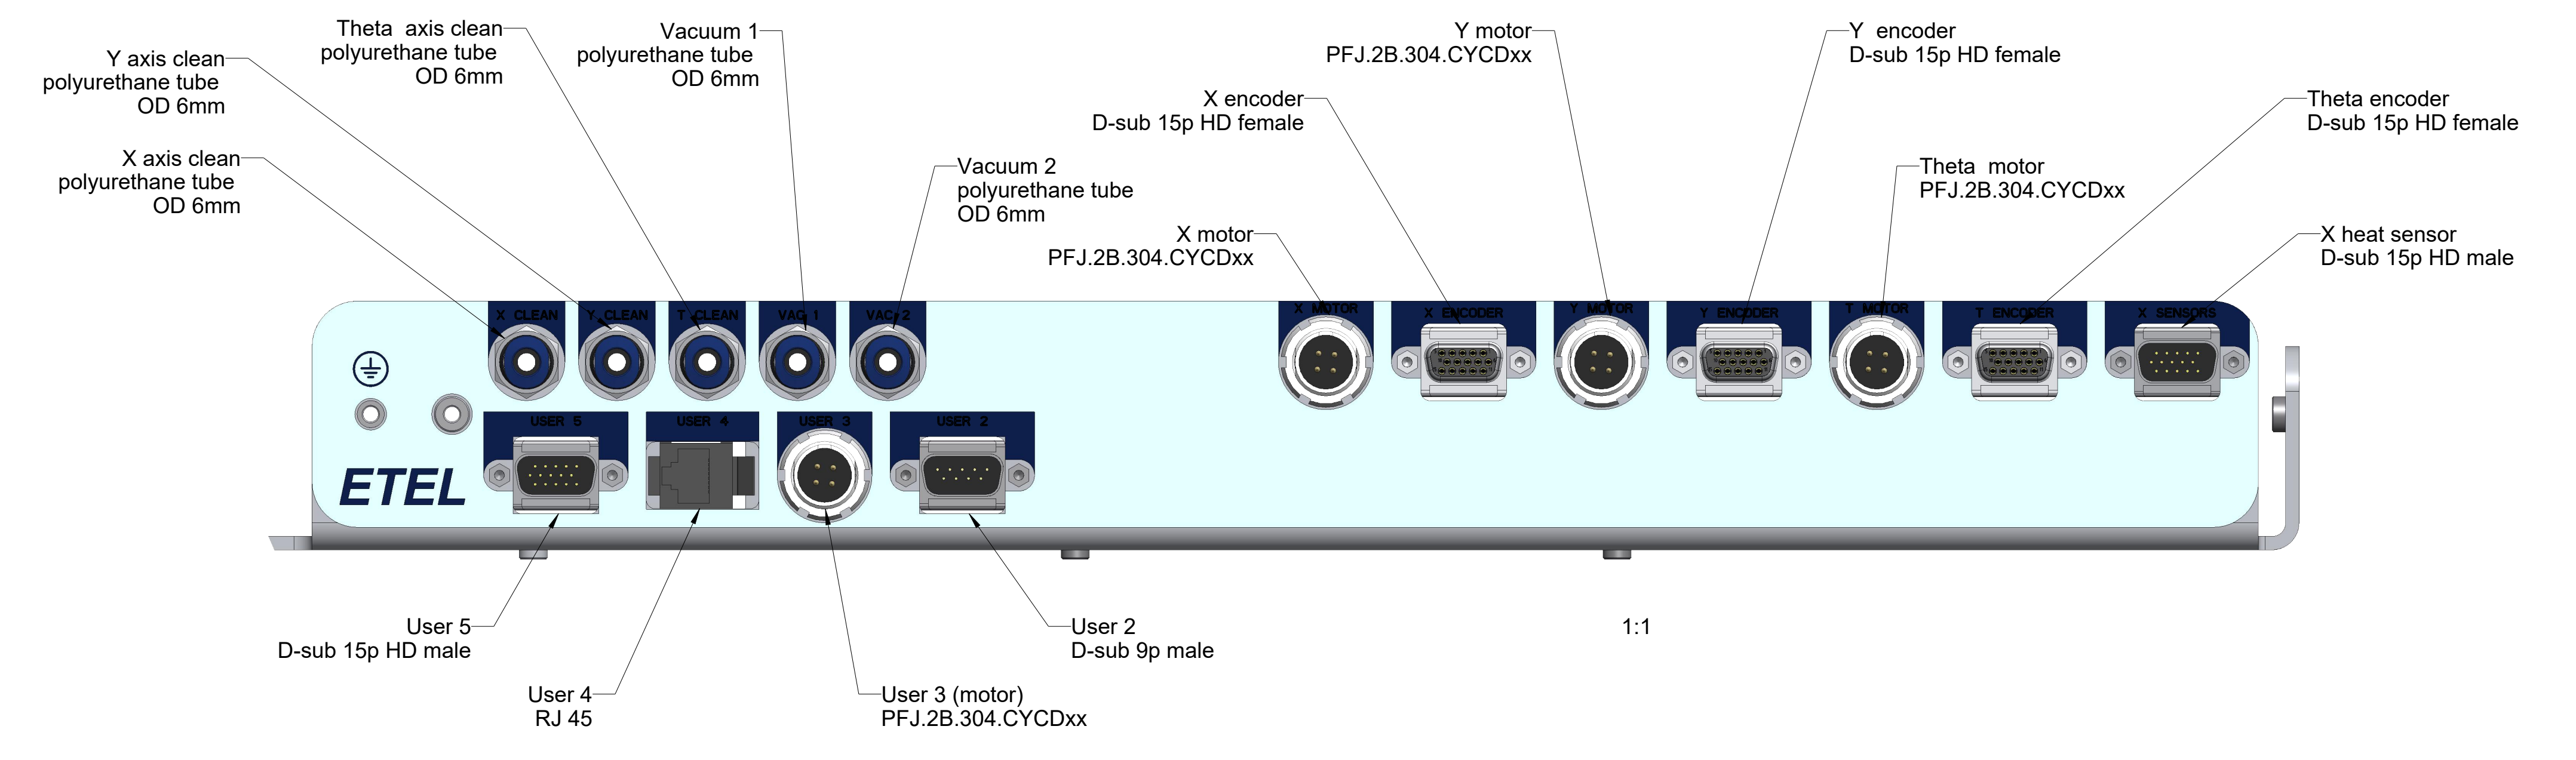 Theta  axis clean
polyurethane tube
OD 6mm
Vacuum 1
polyurethane tube
OD 6mm
Y motor
PFJ.2B.304.CYCDxx
Y  encoder
D-sub 15p HD female
Y axis clean
polyurethane tube
OD 6mm
X encoder
D-sub 15p HD female
Theta encoder
D-sub 15p HD female
X axis clean
polyurethane tube
OD 6mm
Vacuum 2
polyurethane tube
OD 6mm
Theta  motor
PFJ.2B.304.CYCDxx
X motor
PFJ.2B.304.CYCDxx
X heat sensor
D-sub 15p HD male
X CLEAN
Y CLEAN
T CLEAN
VAC 1
VAC 2
X MOTOR
X ENCODER
Y MOTOR
Y ENCODER
T MOTOR
T ENCODER
X SENSORS
USER 5
USER 4
USER 3
USER 2
ETEL
User 5
D-sub 15p HD male
User 2
D-sub 9p male
1:1
User 4
RJ 45
User 3 (motor)
PFJ.2B.304.CYCDxx